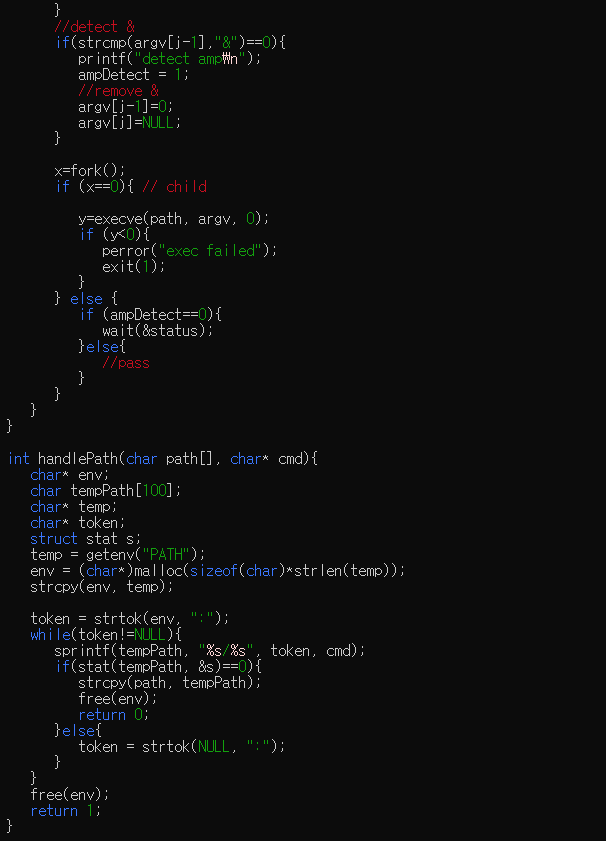 }
      //detect &
      if(strcmp(argv[j-1],"&")==0){
         printf("detect amp₩n");
         ampDetect = 1;
         //remove &
         argv[j-1]=0;
         argv[j]=NULL;
      }

      x=fork();
      if (x==0){ // child

         y=execve(path, argv, 0);
         if (y<0){
            perror("exec failed");
            exit(1);
         }
      } else {
         if (ampDetect==0){
            wait(&status);
         }else{
            //pass
         }
      }
   }
}

int handlePath(char path[], char* cmd){
   char* env;
   char tempPath[100];
   char* temp;
   char* token;
   struct stat s;
   temp = getenv("PATH");
   env = (char*)malloc(sizeof(char)*strlen(temp));
   strcpy(env, temp);

   token = strtok(env, ":");
   while(token!=NULL){
      sprintf(tempPath, "%s/%s", token, cmd);
      if(stat(tempPath, &s)==0){
         strcpy(path, tempPath);
         free(env);
         return 0;
      }else{
         token = strtok(NULL, ":");
      }
   }
   free(env);
   return 1;
}